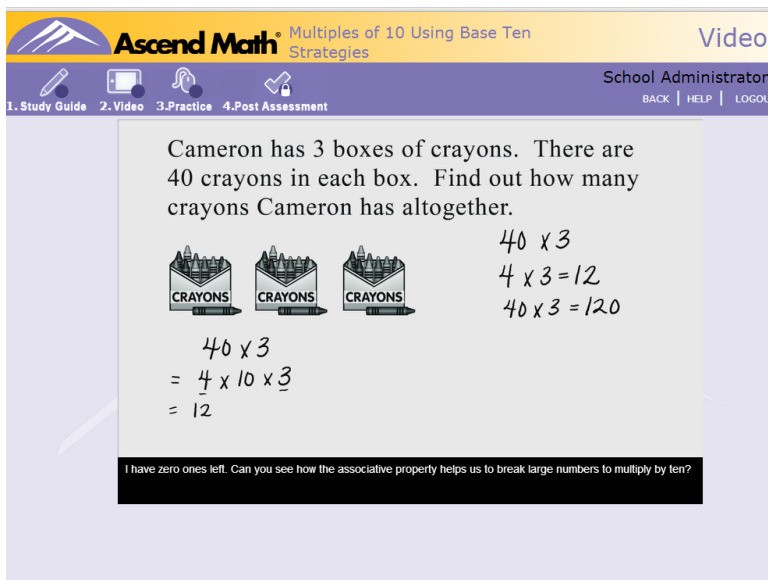 Ascend Math®
Multiples of 10 Using Base Ten
Strategies
Video
School Administrator
1. Study Guide 2. Video 3.Practice 4.Post Assessment
BACK | HELP | LOGOU
Cameron has 3 boxes of crayons. There are
40 crayons in each box. Find out how many
crayons Cameron has altogether.
CRAYONS CRAYONS CRAYONS
40 x 3
4 x 3 = 12
40 x 3 = 120
40 x 3
= 4 x 10 x 3
= 12
I have zero ones left. Can you see how the associative property helps us to break large numbers to multiply by ten?